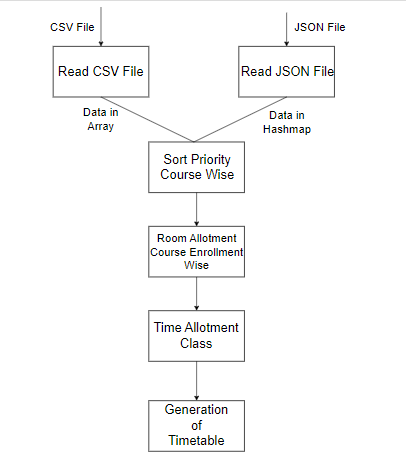 CSV File
JSON File
Read CSV File
Read JSON File
Data in
Array
Data in
Hashmap
Sort Priority
Course Wise
Room Allotment
Course Enrollment
Wise
Time Allotment
Class
Generation
of
Timetable